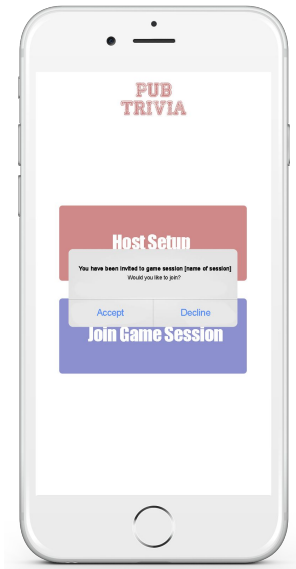 PUB
TRIVIA
Host Setup
You have been invited to game session [name of session]
Would you like to join?
Accept
Decline
Join Game Session